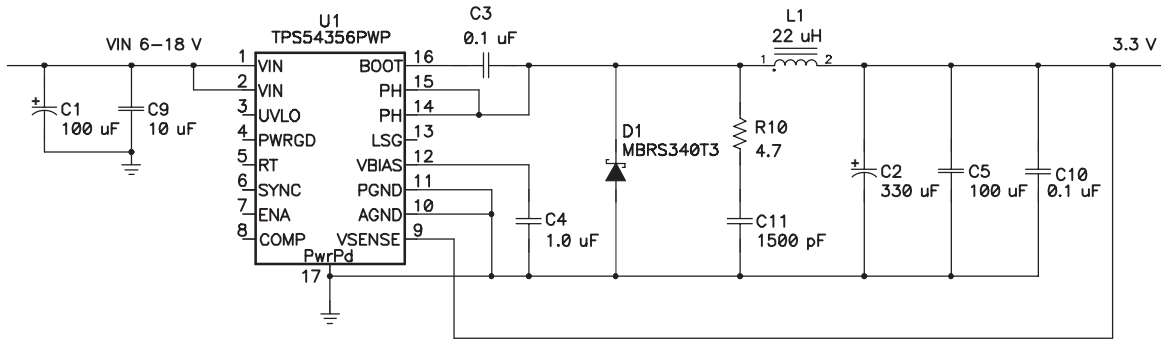 VIN 6-18 V
U1
TPS54356PWP
C3
0.1 uF
L1
22 uH
3.3 V
1 VIN
2 VIN
3 UVLO
4 PWRGD
5 RT
6 SYNC
7 ENA
8 COMP
BOOT 16
PH 15
PH 14
LSG 13
VBIAS 12
PGND 11
AGND 10
VSENSE 9
PwrPd
17
1 2
+ C1
100 uF
C9
10 uF
C4
1.0 uF
D1
MBRS340T3
R10
4.7
C11
1500 pF
+ C2
330 uF
C5
100 uF
C10
0.1 uF